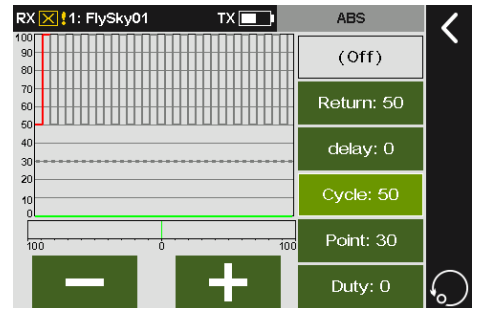 RX !1: FlySky01 TX ABS
100
90
80
70
60
50
40
30
20
10
0
100 0 100
(Off)
Return: 50
delay: 0
Cycle: 50
Point: 30
Duty: 0
− +